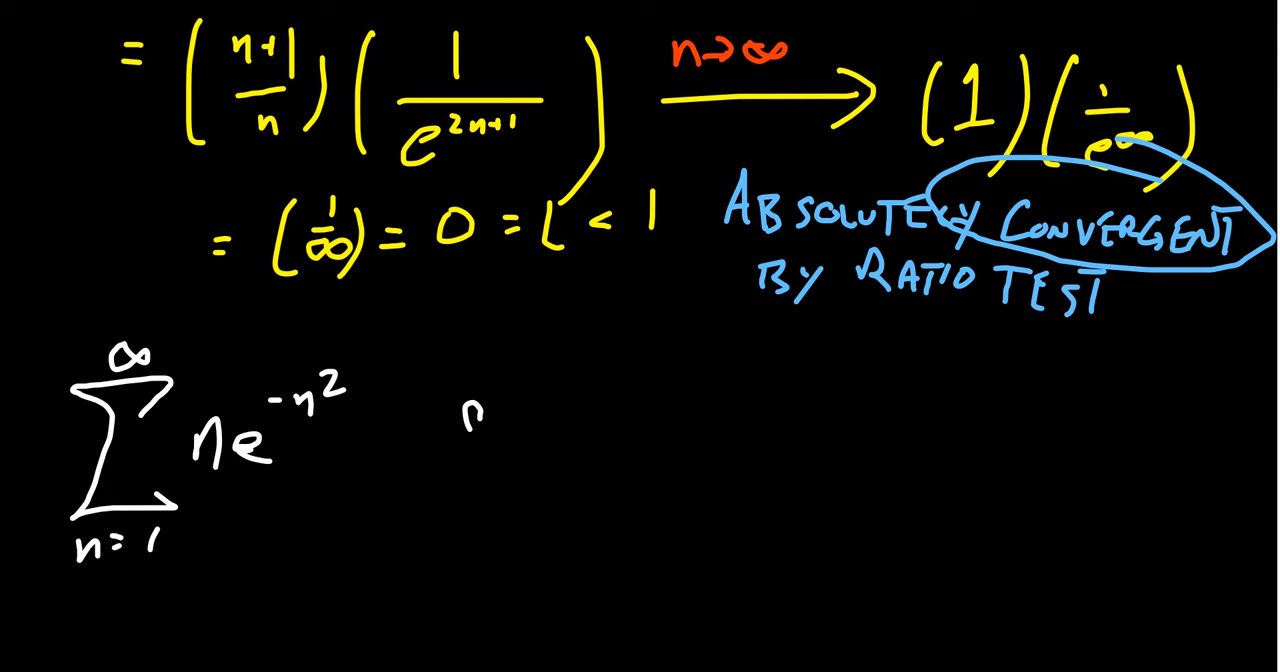 = (n+1/n)(1/e^{2n+1}) n→∞ ⟶ (1)(1/e^∞)
= (1/∞) = 0 = L < 1
ABSOLUTELY CONVERGENT
BY RATIO TEST
∞
∑ ne^{-n^2} n
n=1